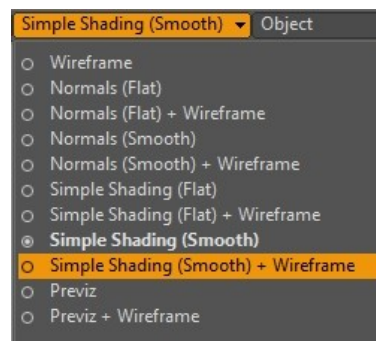 Simple Shading (Smooth) Object
Wireframe
Normals (Flat)
Normals (Flat) + Wireframe
Normals (Smooth)
Normals (Smooth) + Wireframe
Simple Shading (Flat)
Simple Shading (Flat) + Wireframe
Simple Shading (Smooth)
Simple Shading (Smooth) + Wireframe
Previz
Previz + Wireframe